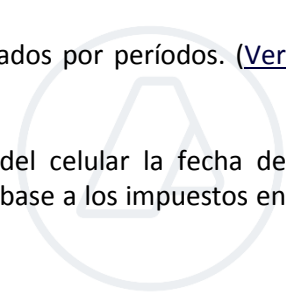 ados por períodos. (Ver
del celular la fecha de
base a los impuestos en